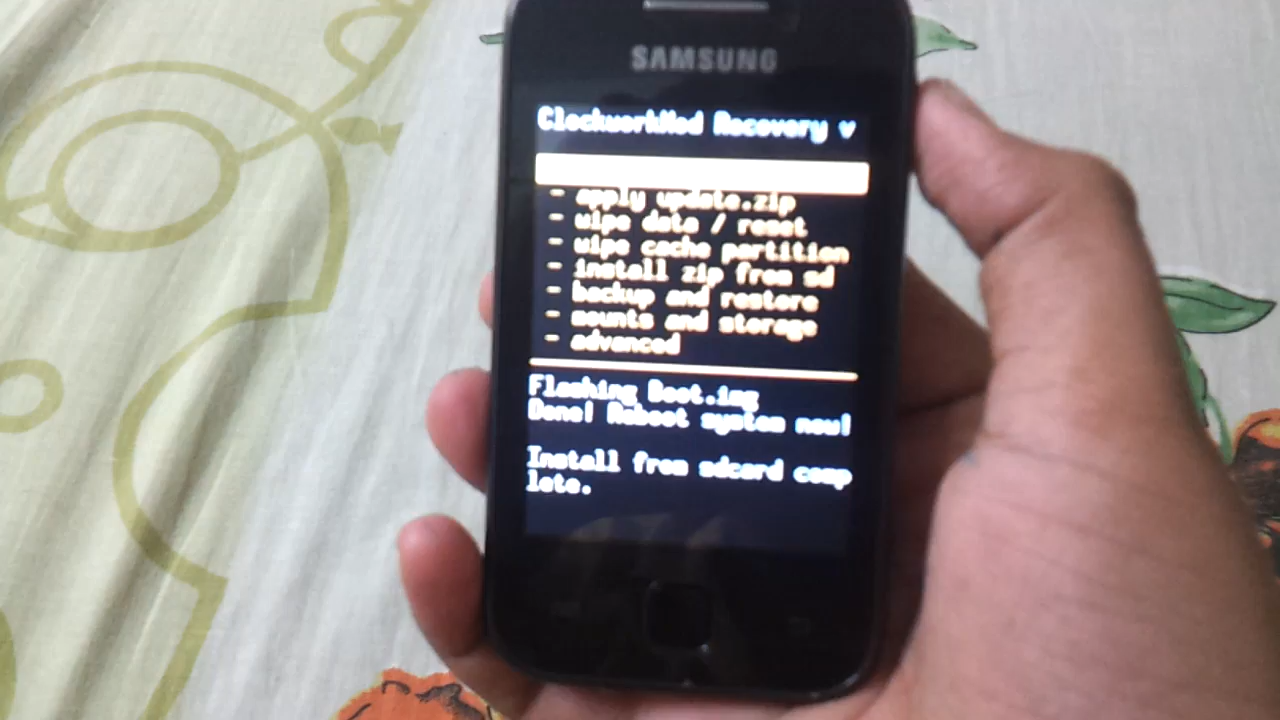 SAMSUNG
ClockworkMod Recovery v
- apply update.zip
- wipe data / reset
- wipe cache partition
- install zip from sd
- backup and restore
- mounts and storage
- advanced
Flashing Boot.img
Done! Reboot system now!
Install from sdcard comp
lete.